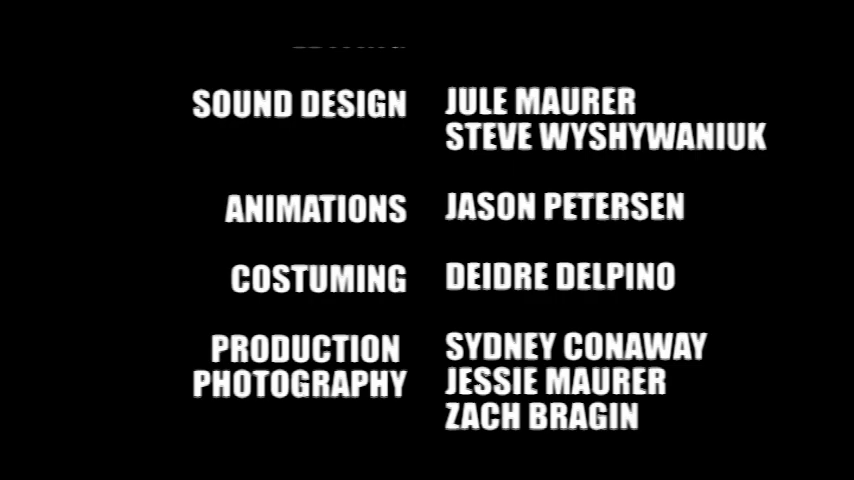 SOUND DESIGN JULE MAURER
STEVE WYSHYWANIUK
ANIMATIONS JASON PETERSEN
COSTUMING DEIDRE DELPINO
PRODUCTION SYDNEY CONAWAY
PHOTOGRAPHY JESSIE MAURER
ZACH BRAGIN